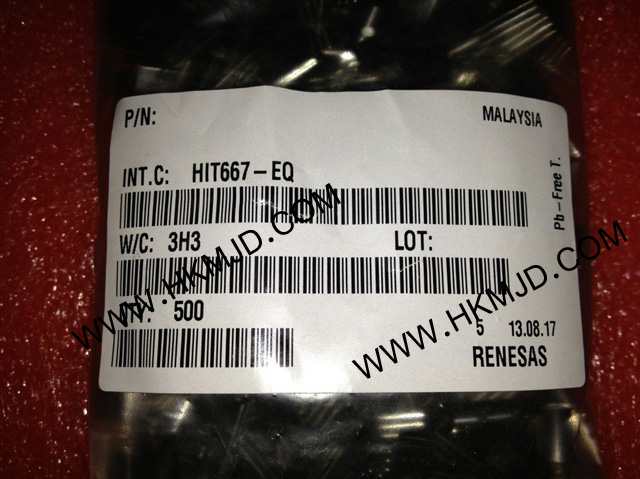 P/N: MALAYSIA
INT.C: HIT667-EQ
Pb-Free T.
W/C: 3H3 LOT:
500
5 13.08.17
RENESAS
WWW.HKMJD.COM
WWW.HKMJD.COM